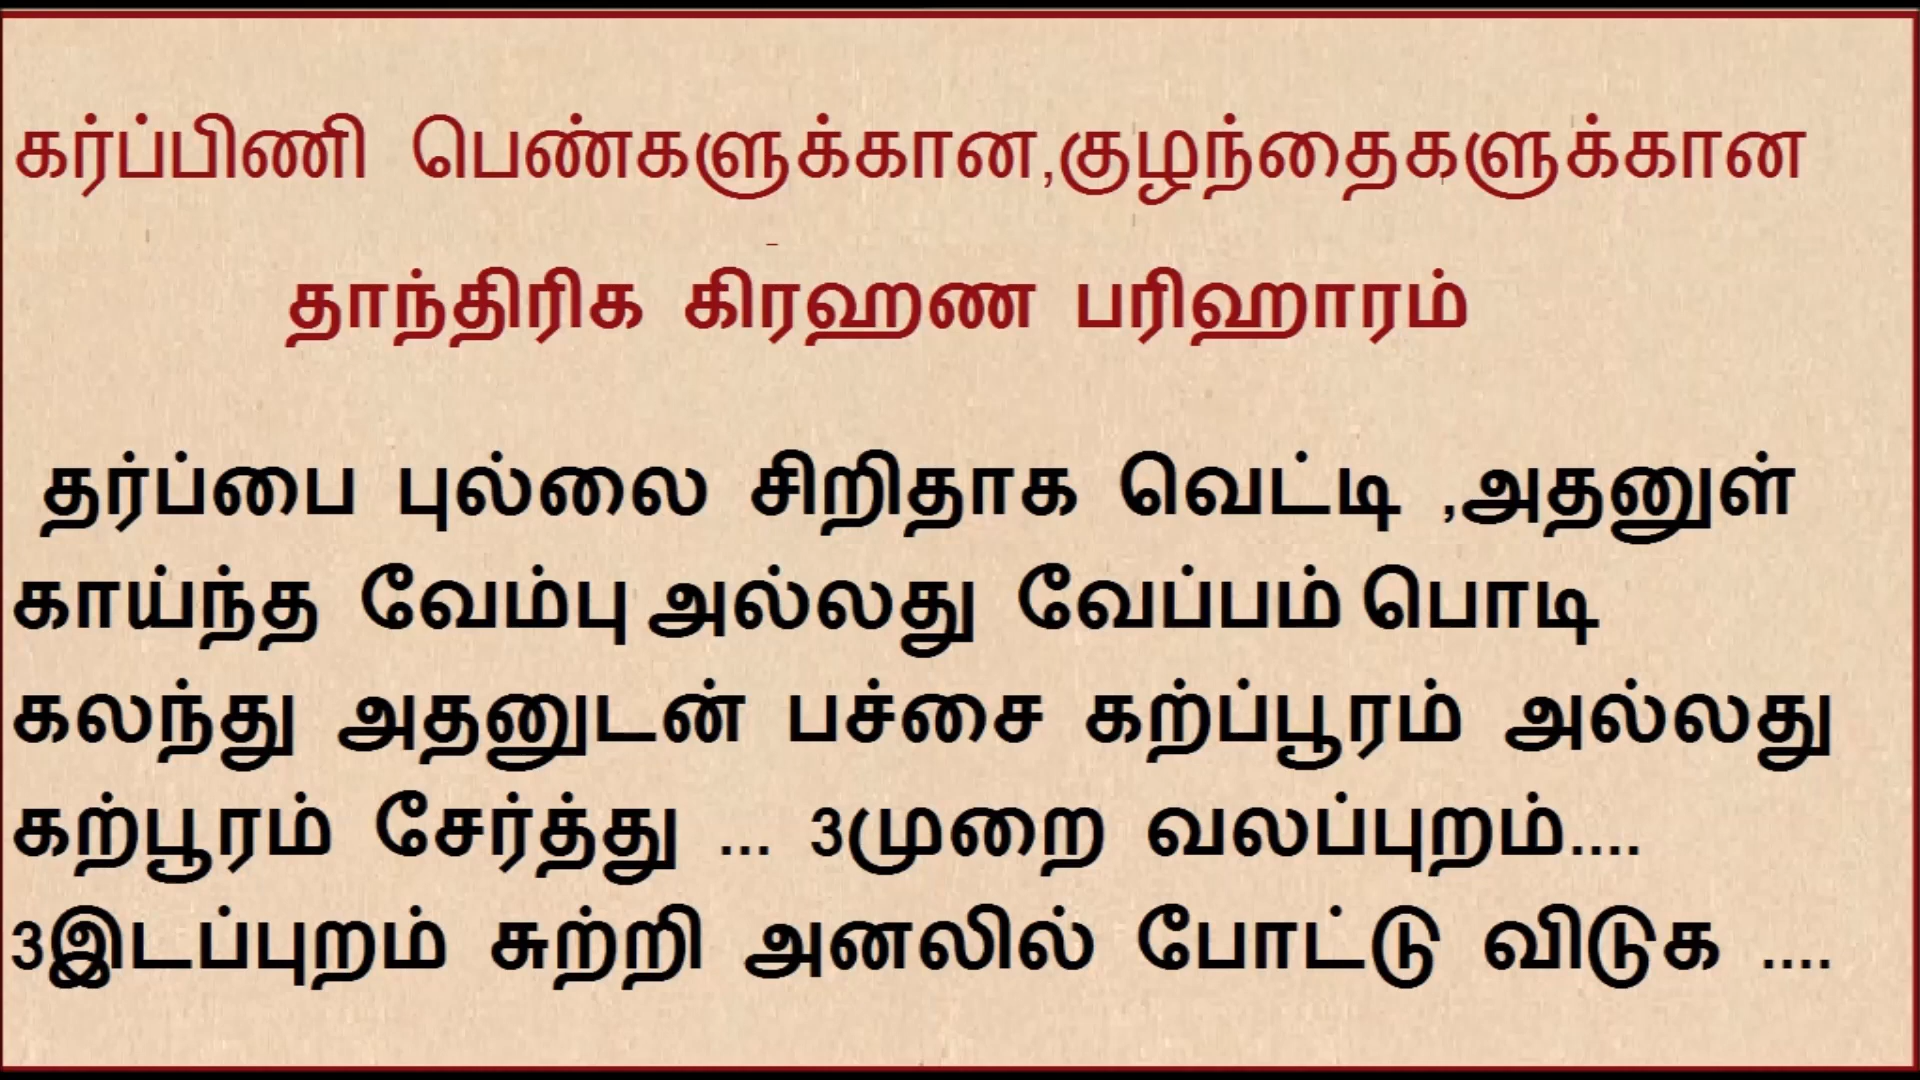 கர்ப்பிணி பெண்களுக்கான,குழந்தைகளுக்கான
தாந்திரிக கிரஹண பரிஹாரம்
தர்ப்பை புல்லை சிறிதாக வெட்டி ,அதனுள்
காய்ந்த வேம்பு அல்லது வேப்பம் பொடி
கலந்து அதனுடன் பச்சை கற்ப்பூரம் அல்லது
கற்பூரம் சேர்த்து ... 3முறை வலப்புறம்....
3இடப்புறம் சுற்றி அனலில் போட்டு விடுக ....